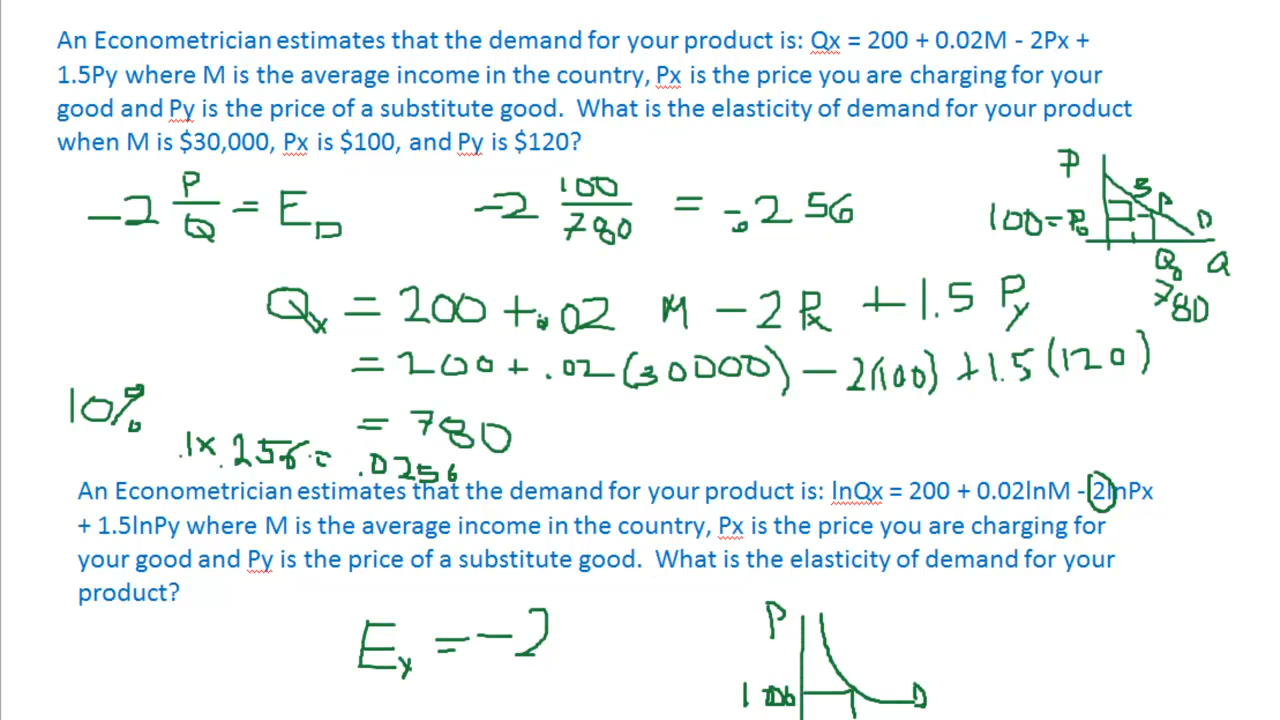 An Econometrician estimates that the demand for your product is: Qx = 200 + 0.02M - 2Px +
1.5Py where M is the average income in the country, Px is the price you are charging for your
good and Py is the price of a substitute good.  What is the elasticity of demand for your product
when M is $30,000, Px is $100, and Py is $120?
-2 P/Q = E_D
-2 100/780 = -.256
P
100 = P₀
D
Q₀ Q
780
Qx = 200 + .02 M - 2 Px + 1.5 Py
= 200 + .02 (30000) - 2(100) + 1.5 (120)
10%
= 780
.1x .256 = .0256
An Econometrician estimates that the demand for your product is: lnQx = 200 + 0.02lnM - 2lnPx
+ 1.5lnPy where M is the average income in the country, Px is the price you are charging for
your good and Py is the price of a substitute good.  What is the elasticity of demand for your
product?
Ex = -2
P
100
D